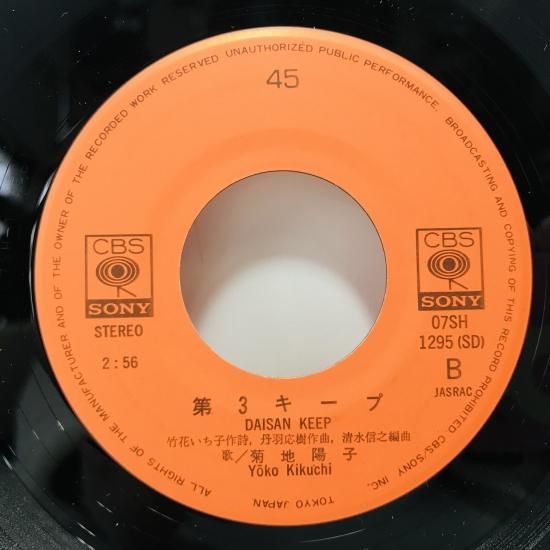 ALL RIGHTS OF THE MANUFACTURER AND OF THE OWNER OF THE RECORDED WORK RESERVED UNAUTHORIZED PUBLIC PERFORMANCE, BROADCASTING AND COPYING OF THIS RECORD PROHIBITED CBS/SONY INC.
TOKYO JAPAN
45
CBS
SONY
STEREO
2:56
CBS
SONY
07SH
1295 (SD)
B
JASRAC
第3キープ
DAISAN KEEP
竹花いち子作詩, 丹羽応樹作曲, 清水信之編曲
歌/菊地陽子
Yōko Kikuchi